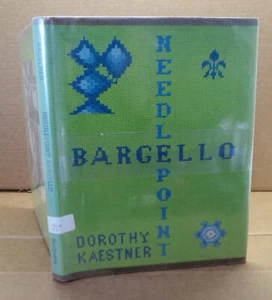 NEEDLEPOINT
BARGELLO
DOROTHY
KAESTNER